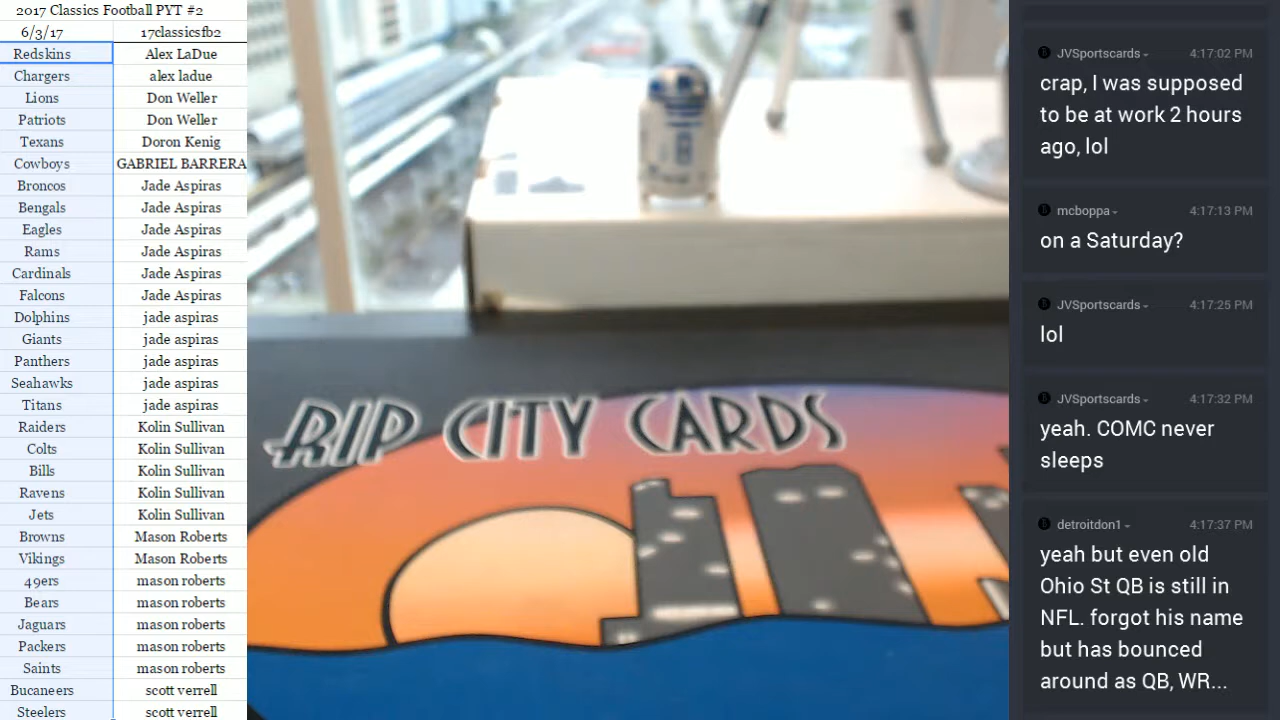 2017 Classics Football PYT #2
6/3/17 17classicsfb2
Redskins Alex LaDue
Chargers alex ladue
Lions Don Weller
Patriots Don Weller
Texans Doron Kenig
Cowboys GABRIEL BARRERA
Broncos Jade Aspiras
Bengals Jade Aspiras
Eagles Jade Aspiras
Rams Jade Aspiras
Cardinals Jade Aspiras
Falcons Jade Aspiras
Dolphins jade aspiras
Giants jade aspiras
Panthers jade aspiras
Seahawks jade aspiras
Titans jade aspiras
Raiders Kolin Sullivan
Colts Kolin Sullivan
Bills Kolin Sullivan
Ravens Kolin Sullivan
Jets Kolin Sullivan
Browns Mason Roberts
Vikings Mason Roberts
49ers mason roberts
Bears mason roberts
Jaguars mason roberts
Packers mason roberts
Saints mason roberts
Bucaneers scott verrell
Steelers scott verrell
RIP CITY CARDS
JVSportscards 4:17:02 PM
crap, I was supposed
to be at work 2 hours
ago, lol
mcboppa 4:17:13 PM
on a Saturday?
JVSportscards 4:17:25 PM
lol
JVSportscards 4:17:32 PM
yeah. COMC never
sleeps
detroitdon1 4:17:37 PM
yeah but even old
Ohio St QB is still in
NFL. forgot his name
but has bounced
around as QB, WR...